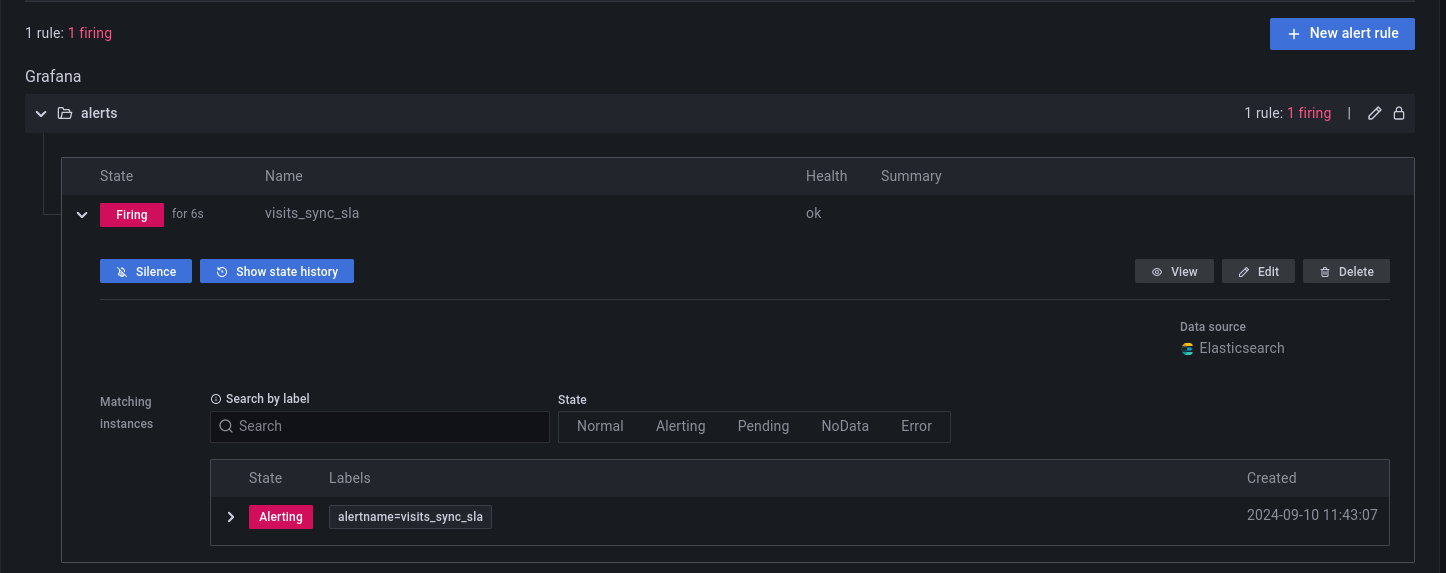 1 rule: 1 firing
New alert rule
Grafana
alerts
1 rule: 1 firing |
State Name Health Summary
Firing for 6s visits_sync_sla ok
Silence Show state history View Edit Delete
Data source
Elasticsearch
Matching instances
Search by label
Search
State
Normal Alerting Pending NoData Error
State Labels Created
Alerting alertname=visits_sync_sla 2024-09-10 11:43:07